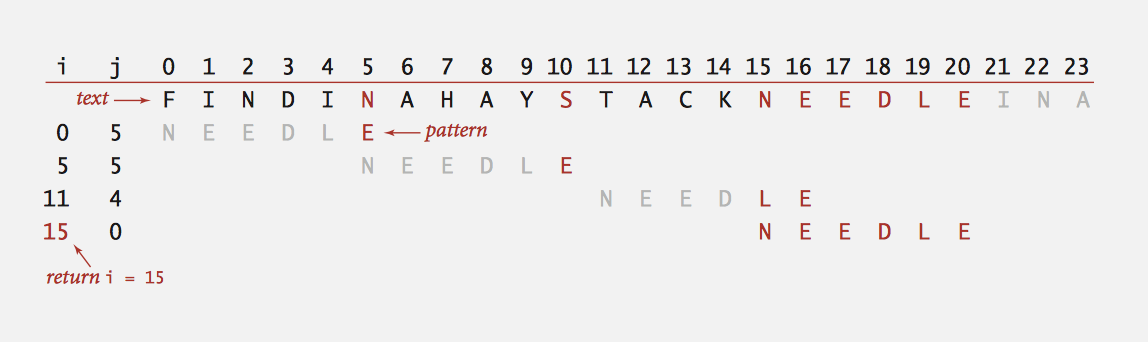 i j 0 1 2 3 4 5 6 7 8 9 10 11 12 13 14 15 16 17 18 19 20 21 22 23
text F I N D I N A H A Y S T A C K N E E D L E I N A
0 5 N E E D L E pattern
5 5 N E E D L E
11 4 N E E D L E
15 0 N E E D L E
return i = 15